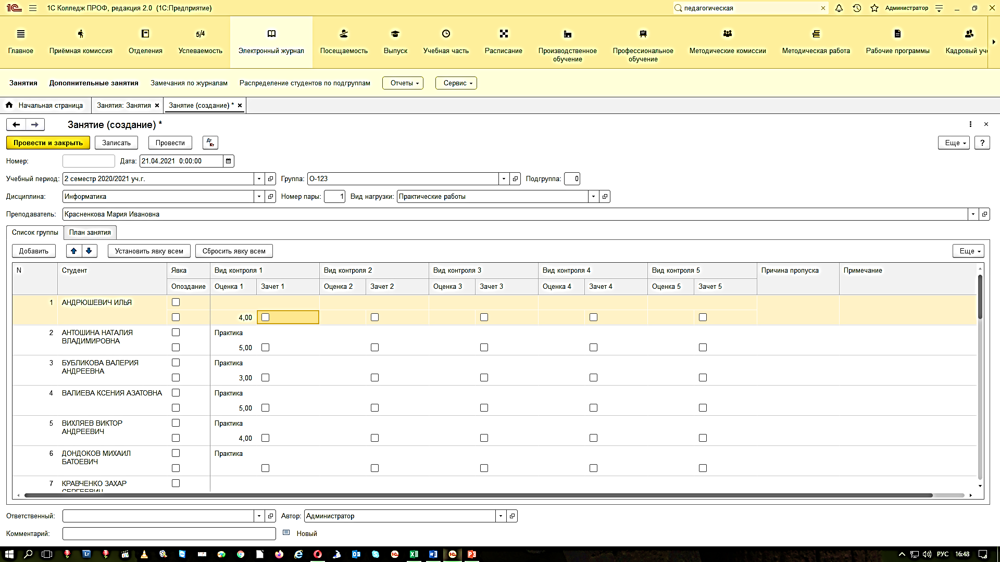 1С Колледж ПРОФ, редакция 2.0 (1С:Предприятие)
педагогическая
Администратор
5/4
Главное
Приёмная комиссия
Отделения
Успеваемость
Электронный журнал
Посещаемость
Выпуск
Учебная часть
Расписание
Производственное обучение
Профессиональное обучение
Методические комиссии
Методическая работа
Рабочие программы
Кадровый уч
Занятия
Дополнительные занятия
Замечания по журналам
Распределение студентов по подгруппам
Отчеты
Сервис
Начальная страница
Занятия: Занятия
Занятие (создание) *
Занятие (создание) *
Провести и закрыть
Записать
Провести
Дт Кт
Еще
?
Номер:
Дата: 21.04.2021 0:00:00
Учебный период: 2 семестр 2020/2021 уч.г.
Группа: О-123
Подгруппа: 0
Дисциплина: Информатика
Номер пары: 1
Вид нагрузки: Практические работы
Преподаватель: Красненкова Мария Ивановна
Список группы
План занятия
Добавить
Установить явку всем
Сбросить явку всем
Еще
N Студент Явка Вид контроля 1 Вид контроля 2 Вид контроля 3 Вид контроля 4 Вид контроля 5 Причина пропуска Примечание
Опоздание Оценка 1 Зачет 1 Оценка 2 Зачет 2 Оценка 3 Зачет 3 Оценка 4 Зачет 4 Оценка 5 Зачет 5
1 АНДРЮШЕВИЧ ИЛЬЯ
4,00
2 АНТОШИНА НАТАЛИЯ Практика
ВЛАДИМИРОВНА
5,00
3 БУБЛИКОВА ВАЛЕРИЯ Практика
АНДРЕЕВНА
3,00
4 ВАЛИЕВА КСЕНИЯ АЗАТОВНА Практика
5,00
5 ВИХЛЯЕВ ВИКТОР Практика
АНДРЕЕВИЧ
4,00
6 ДОНДОКОВ МИХАИЛ Практика
БАТОЕВИЧ
7 КРАВЧЕНКО ЗАХАР
СЕРГЕЕВИЧ
Ответственный:
Автор: Администратор
Комментарий:
Новый
РУС
16:48